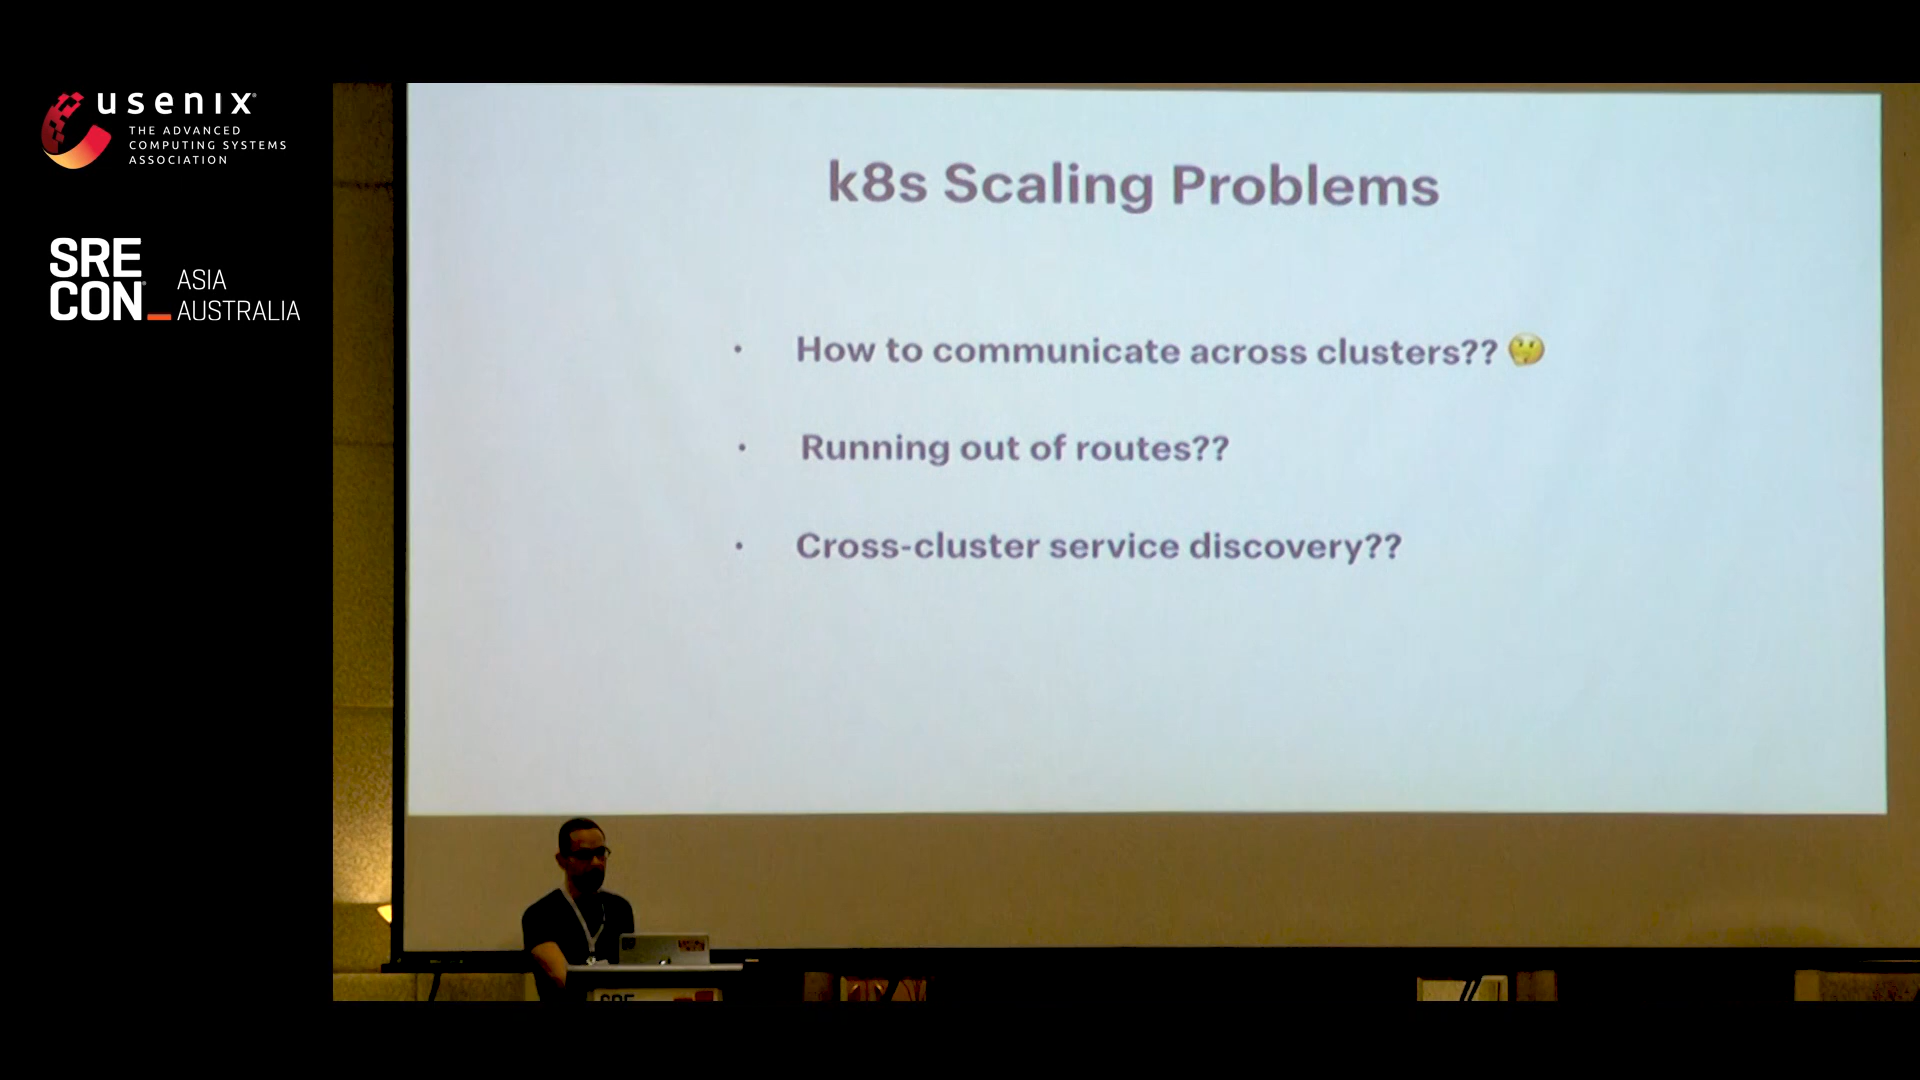 usenix
THE ADVANCED
COMPUTING SYSTEMS
ASSOCIATION
SRE
CON
ASIA
AUSTRALIA
k8s Scaling Problems
· How to communicate across clusters?? 🤔
· Running out of routes??
· Cross-cluster service discovery??
SRE